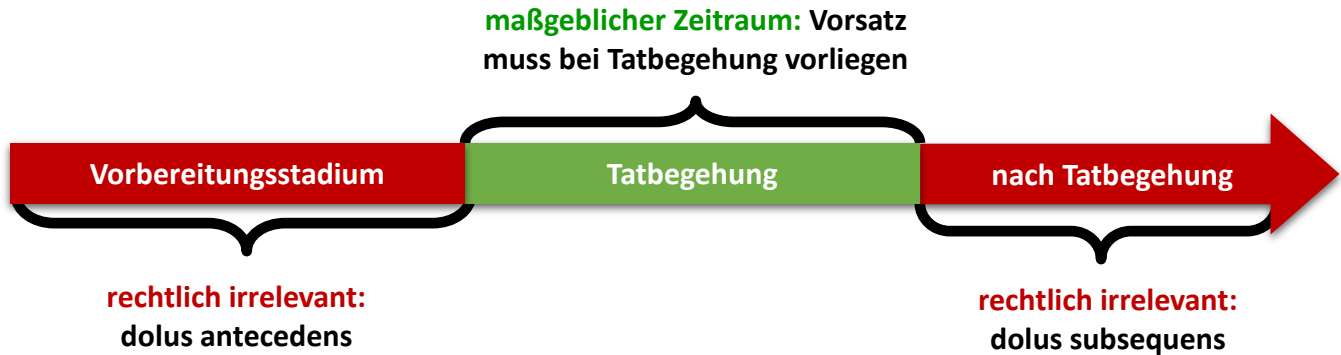 maßgeblicher Zeitraum: Vorsatz
muss bei Tatbegehung vorliegen
Vorbereitungsstadium
Tatbegehung
nach Tatbegehung
rechtlich irrelevant:
dolus antecedens
rechtlich irrelevant:
dolus subsequens